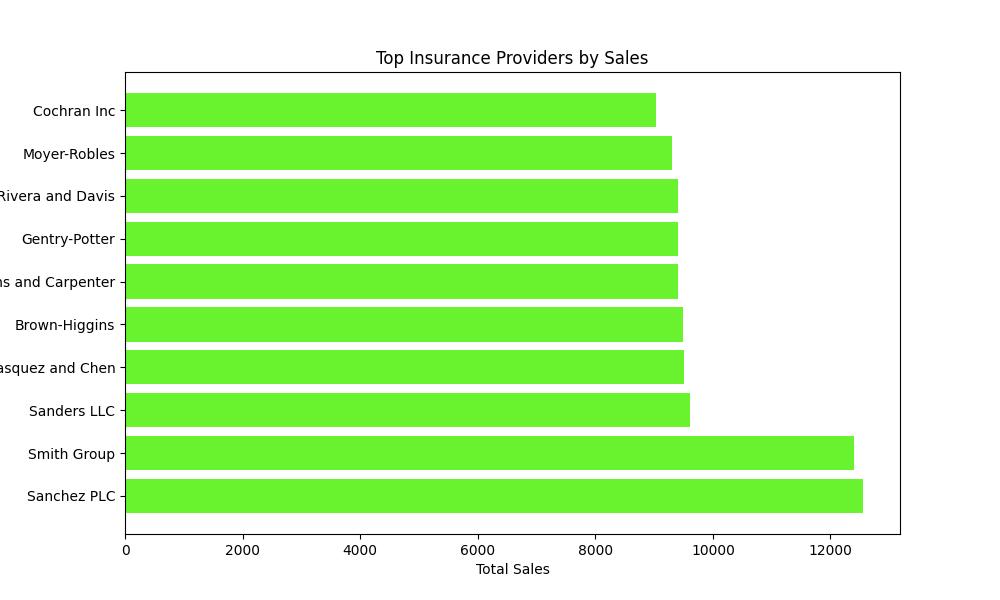 Top Insurance Providers by Sales
Cochran Inc
Moyer-Robles
Rivera and Davis
Gentry-Potter
and Carpenter
Brown-Higgins
and Chen
Sanders LLC
Smith Group
Sanchez PLC
0 2000 4000 6000 8000 10000 12000
Total Sales